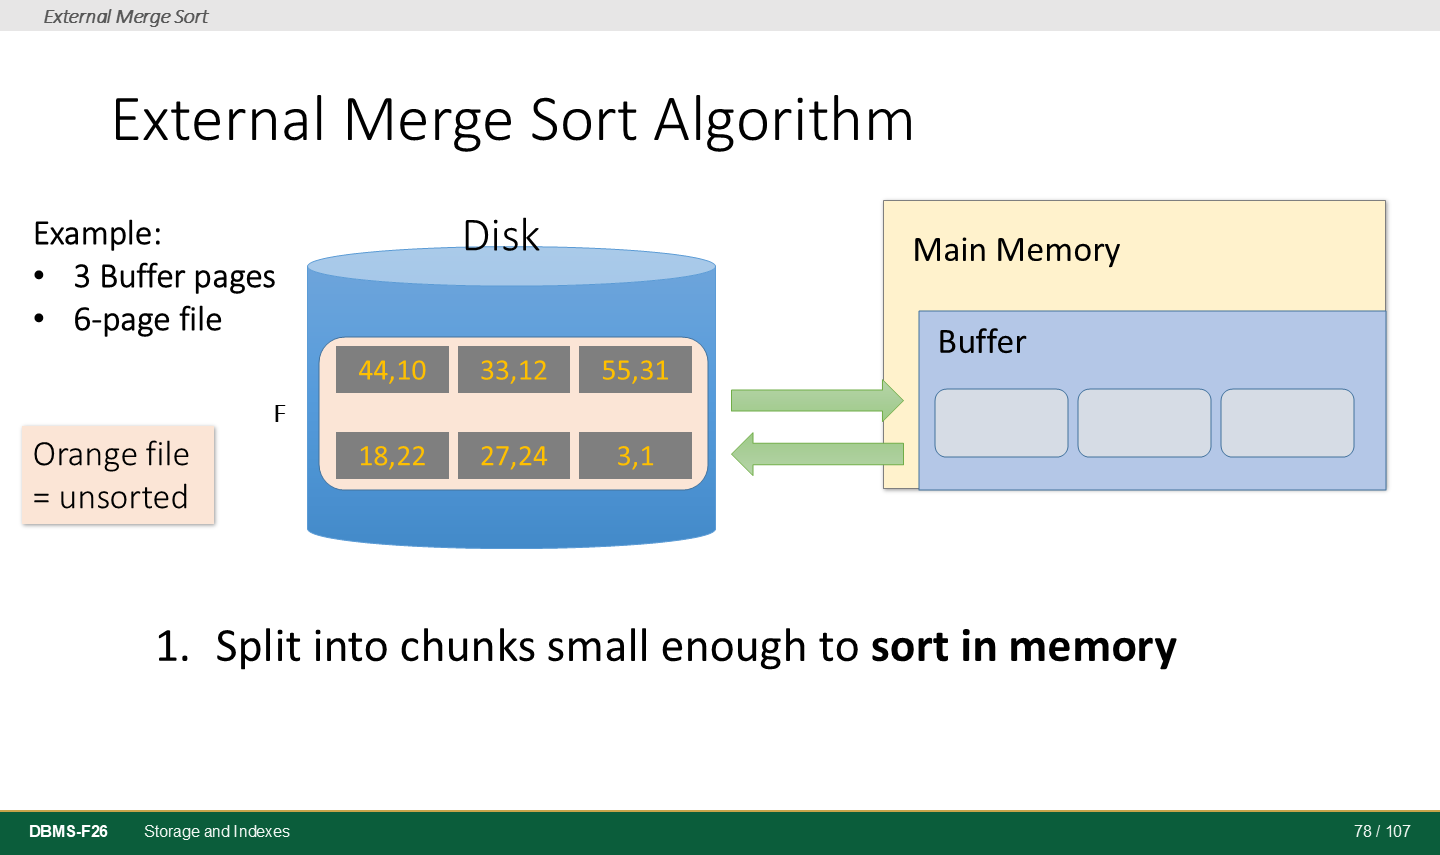 External Merge Sort
External Merge Sort Algorithm
Example:
• 3 Buffer pages
• 6-page file
Disk
Main Memory
Buffer
44,10 33,12 55,31
F
18,22 27,24 3,1
Orange file
= unsorted
1. Split into chunks small enough to sort in memory
DBMS-F26 Storage and Indexes 78 / 107